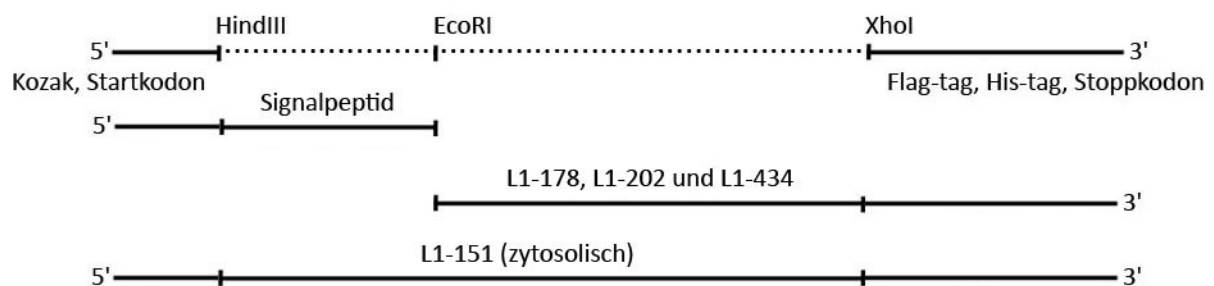 HindIII EcoRI XhoI
5' 3'
Kozak, Startkodon Flag-tag, His-tag, Stoppkodon
Signalpeptid
5'
L1-178, L1-202 und L1-434
3'
L1-151 (zytosolisch)
5' 3'